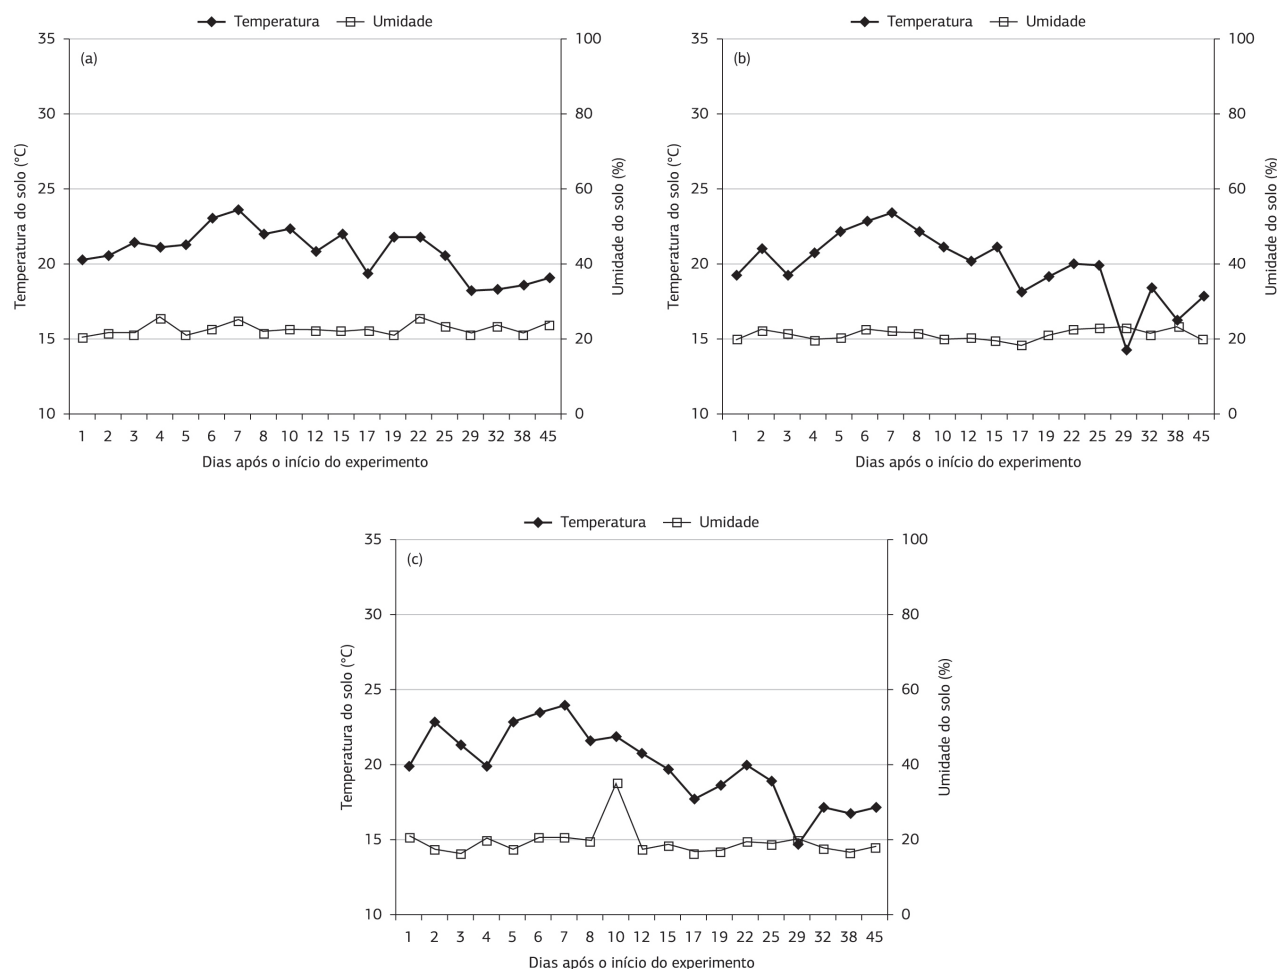 Temperatura Umidade
(a)
35
30
25
20
15
10
100
80
60
40
20
0
Temperatura do solo (°C)
Umidade do solo (%)
1 2 3 4 5 6 7 8 10 12 15 17 19 22 25 29 32 38 45
Dias após o início do experimento
Temperatura Umidade
(b)
35
30
25
20
15
10
100
80
60
40
20
0
Temperatura do solo (°C)
Umidade do solo (%)
1 2 3 4 5 6 7 8 10 12 15 17 19 22 25 29 32 38 45
Dias após o início do experimento
Temperatura Umidade
(c)
35
30
25
20
15
10
100
80
60
40
20
0
Temperatura do solo (°C)
Umidade do solo (%)
1 2 3 4 5 6 7 8 10 12 15 17 19 22 25 29 32 38 45
Dias após o início do experimento